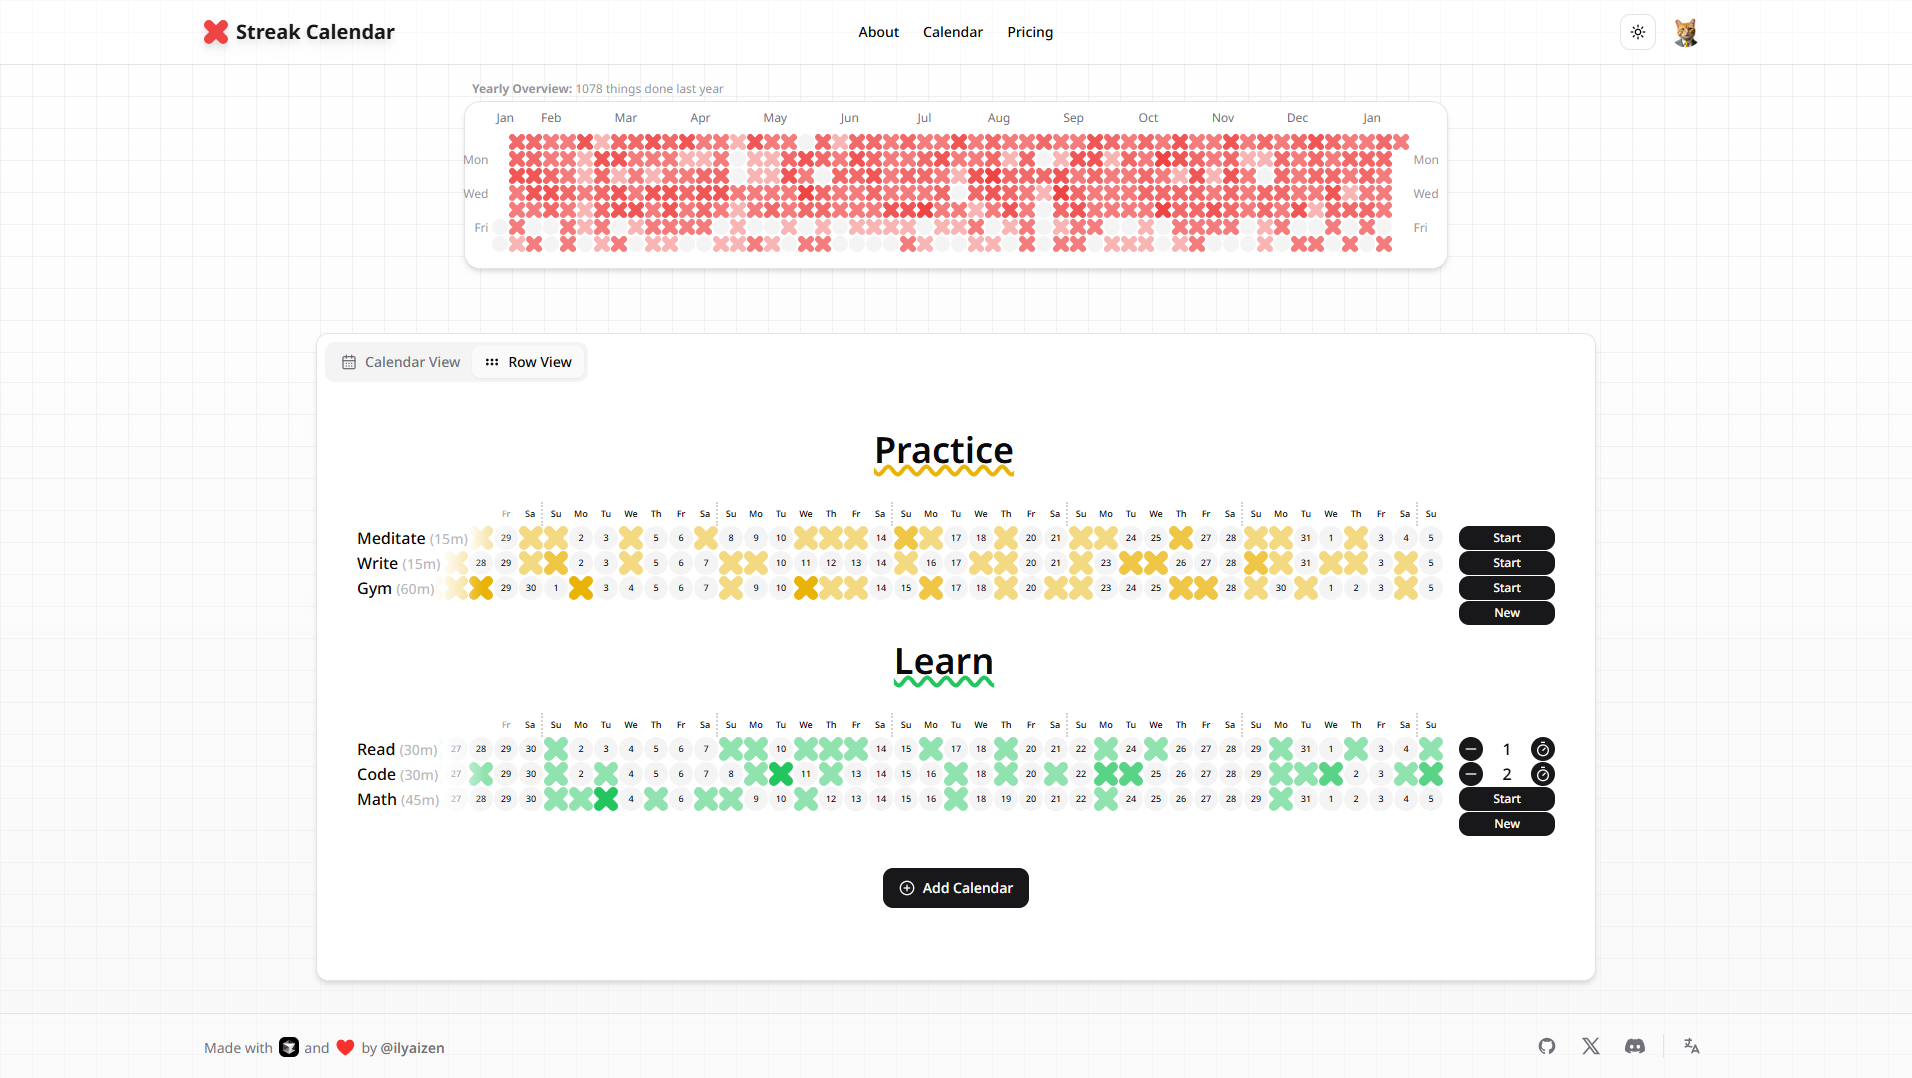 Streak Calendar
About Calendar Pricing
Yearly Overview: 1078 things done last year
Jan Feb Mar Apr May Jun Jul Aug Sep Oct Nov Dec Jan
Mon Mon
Wed Wed
Fri Fri
Calendar View Row View
Practice
Fr Sa Su Mo Tu We Th Fr Sa Su Mo Tu We Th Fr Sa Su Mo Tu We Th Fr Sa Su Mo Tu We Th Fr Sa Su Mo Tu We Th Fr Sa Su
Meditate (15m) 29 2 3 5 6 8 9 10 14 17 18 20 21 24 25 27 28 31 1 3 4 5 Start
Write (15m) 28 29 2 3 5 6 7 10 11 12 13 14 16 17 20 21 23 26 27 28 31 3 5 Start
Gym (60m) 29 30 1 3 4 5 6 7 9 10 14 15 17 18 20 23 24 25 28 30 1 2 3 5 Start
New
Learn
Fr Sa Su Mo Tu We Th Fr Sa Su Mo Tu We Th Fr Sa Su Mo Tu We Th Fr Sa Su Mo Tu We Th Fr Sa Su Mo Tu We Th Fr Sa Su
Read (30m) 27 28 29 30 2 3 4 5 6 7 10 14 15 17 18 20 21 22 24 26 27 28 29 31 1 3 4 1
Code (30m) 27 29 30 2 4 5 6 7 8 11 13 14 15 16 18 20 22 25 26 27 28 29 2 3 2
Math (45m) 27 28 29 30 4 6 9 10 12 13 14 15 16 18 19 20 21 22 24 25 26 27 28 29 31 1 2 3 4 5 Start
New
Add Calendar
Made with and by @ilyaizen